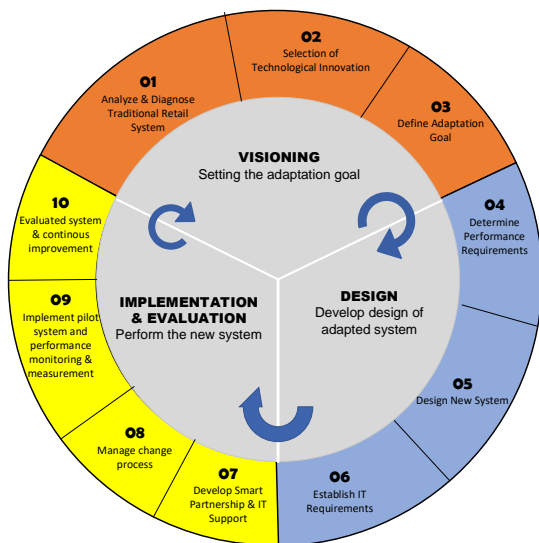 01
Analyze & Diagnose
Traditional Retail
System
02
Selection of
Technological Innovation
03
Define Adaptation
Goal
04
Determine
Performance
Requirements
05
Design New System
06
Establish IT
Requirements
07
Develop Smart
Partnership & IT
Support
08
Manage change
process
09
Implement pilot
system and
performance
monitoring &
measurement
10
Evaluated system
& continous
improvement
VISIONING
Setting the adaptation goal
DESIGN
Develop design of
adapted system
IMPLEMENTATION
& EVALUATION
Perform the new system